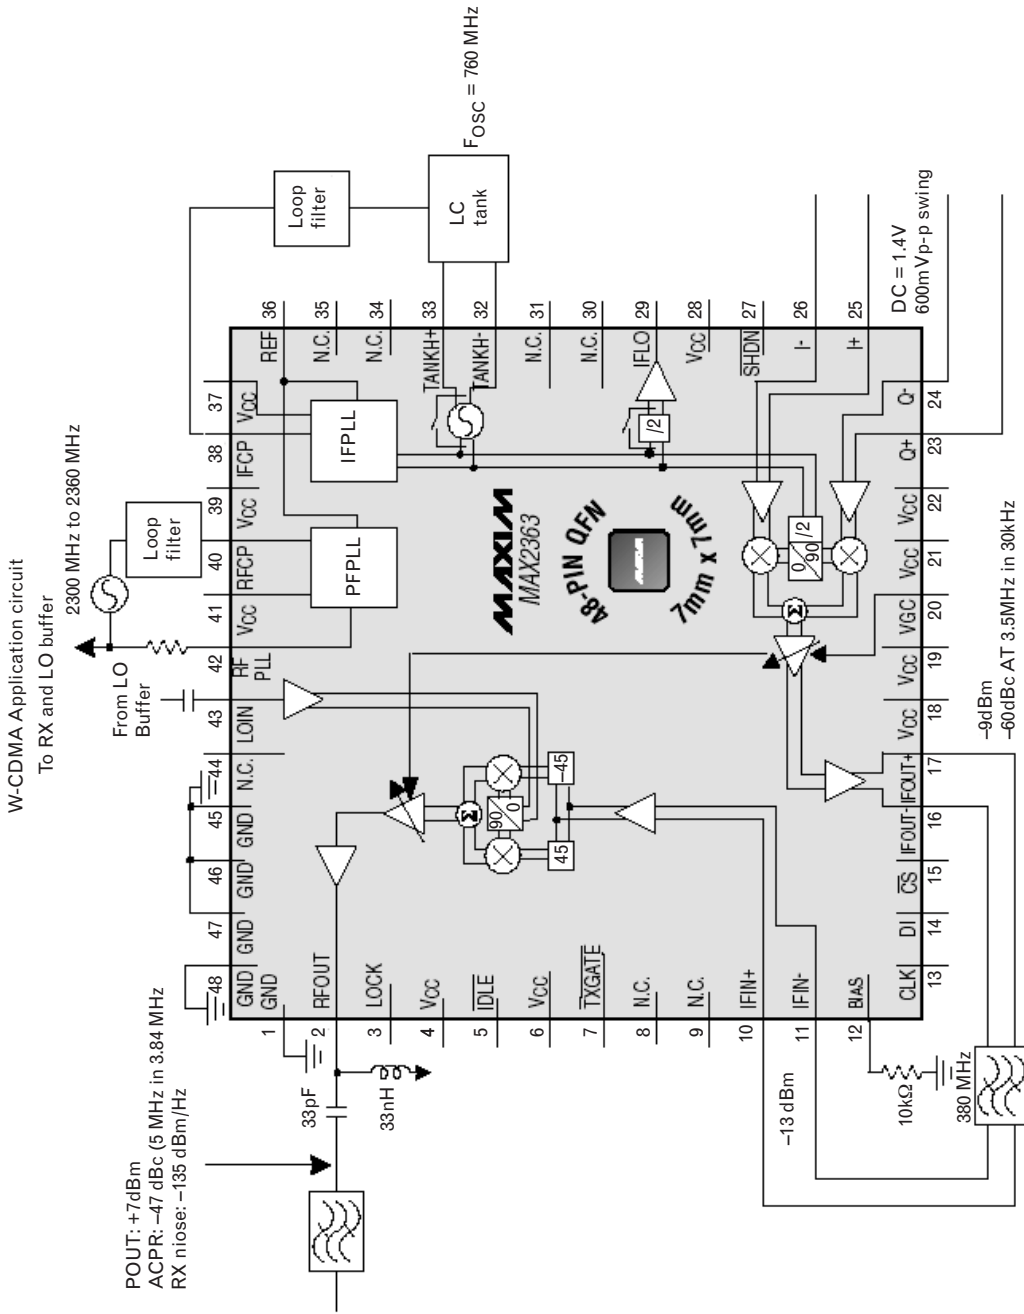 W-CDMA Application circuit
To RX and LO buffer
2300 MHz to 2360 MHz
From LO
Buffer
Loop
filter
Loop
filter
LC
tank
FOSC = 760 MHz
POUT: +7dBm
ACPR: –47 dBc (5 MHz in 3.84 MHz
RX niose: –135 dBm/Hz
33pF
33nH
48
47
46
45
44
43
42
41
40
39
38
37
GND
GND
GND
GND
N.C.
LOIN
RF
PLL
VCC
RFCP
VCC
IFCP
VCC
1
2
3
4
5
6
7
8
9
10
11
12
GND
RFOUT
LOCK
VCC
IDLE
VCC
TXGATE
N.C.
N.C.
IFIN+
IFIN-
BIAS
36
35
34
33
32
31
30
29
28
27
26
25
REF
N.C.
N.C.
TANKH+
TANKH-
N.C.
N.C.
IFLO
VCC
SHDN
I-
I+
13
14
15
16
17
18
19
20
21
22
23
24
CLK
DI
CS
IFOUT-
IFOUT+
VCC
VCC
VGC
VCC
VCC
Q+
Q-
PFPLL
IFPLL
MAXIM
MAX2363
48-PIN QFN
7mm x 7mm
MAXIM
/2
45
–45
90
0
Σ
0
90
/2
Σ
DC = 1.4V
600mVp-p swing
–13 dBm
10kΩ
380 MHz
–9dBm
–60dBc AT 3.5MHz in 30kHz